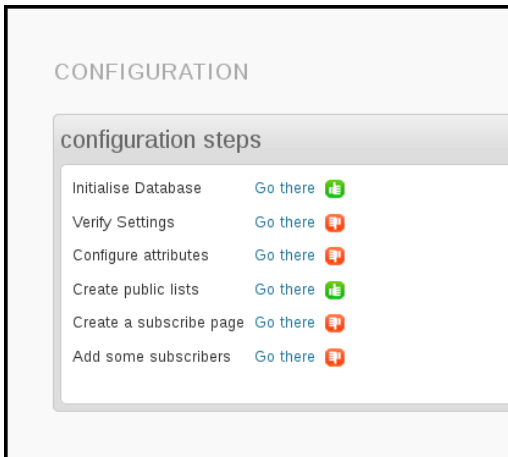 CONFIGURATION
configuration steps
Initialise Database Go there
Verify Settings Go there
Configure attributes Go there
Create public lists Go there
Create a subscribe page Go there
Add some subscribers Go there